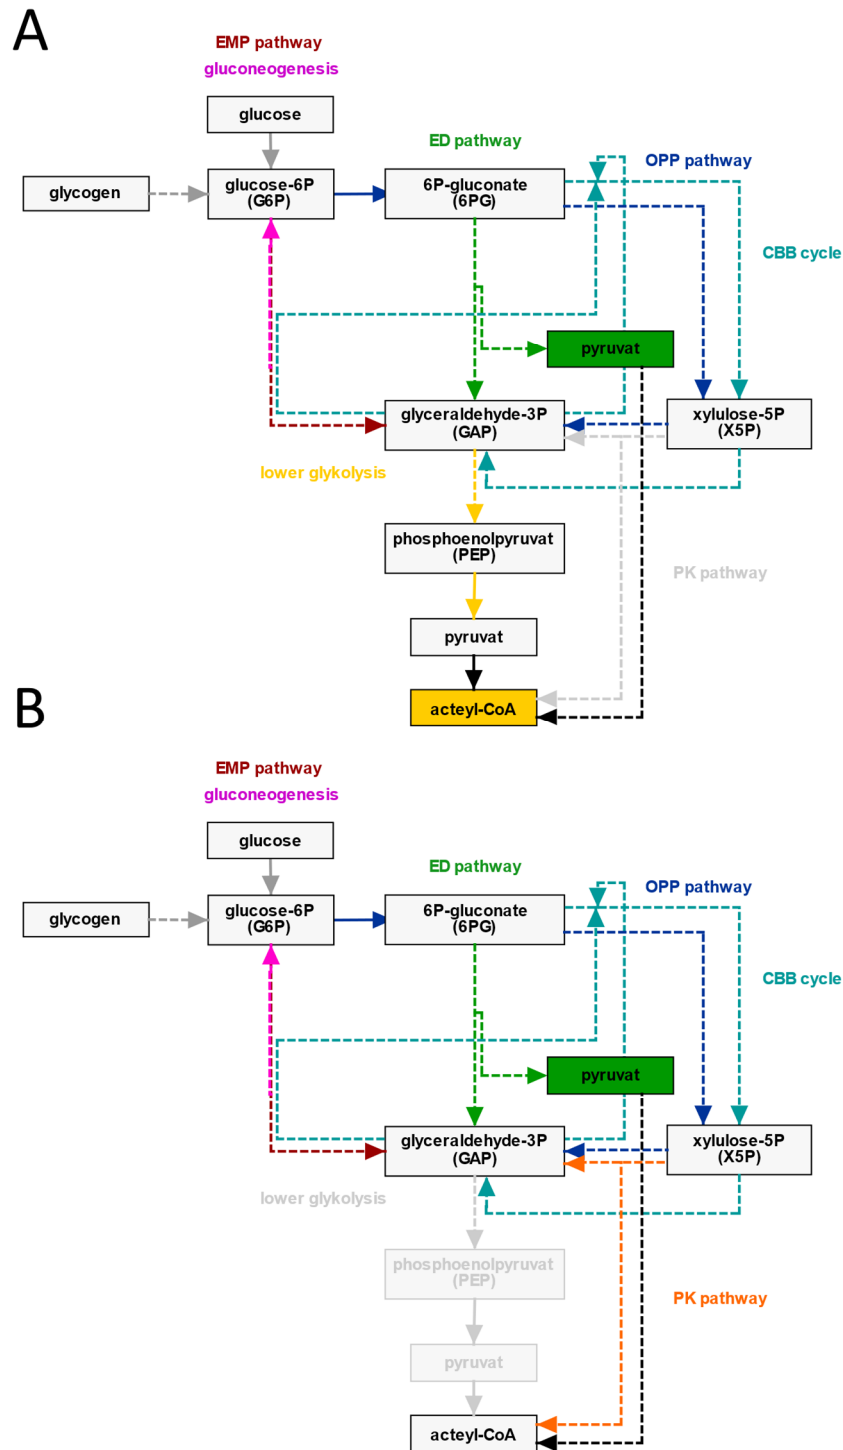 A
EMP pathway
gluconeogenesis
glucose
ED pathway
OPP pathway
glycogen
glucose-6P
(G6P)
6P-gluconate
(6PG)
CBB cycle
pyruvat
glyceraldehyde-3P
(GAP)
xylulose-5P
(X5P)
lower glykolysis
phosphoenolpyruvat
(PEP)
PK pathway
pyruvat
acteyl-CoA
B
EMP pathway
gluconeogenesis
glucose
ED pathway
OPP pathway
glycogen
glucose-6P
(G6P)
6P-gluconate
(6PG)
CBB cycle
pyruvat
glyceraldehyde-3P
(GAP)
xylulose-5P
(X5P)
lower glykolysis
phosphoenolpyruvat
(PEP)
PK pathway
pyruvat
acteyl-CoA